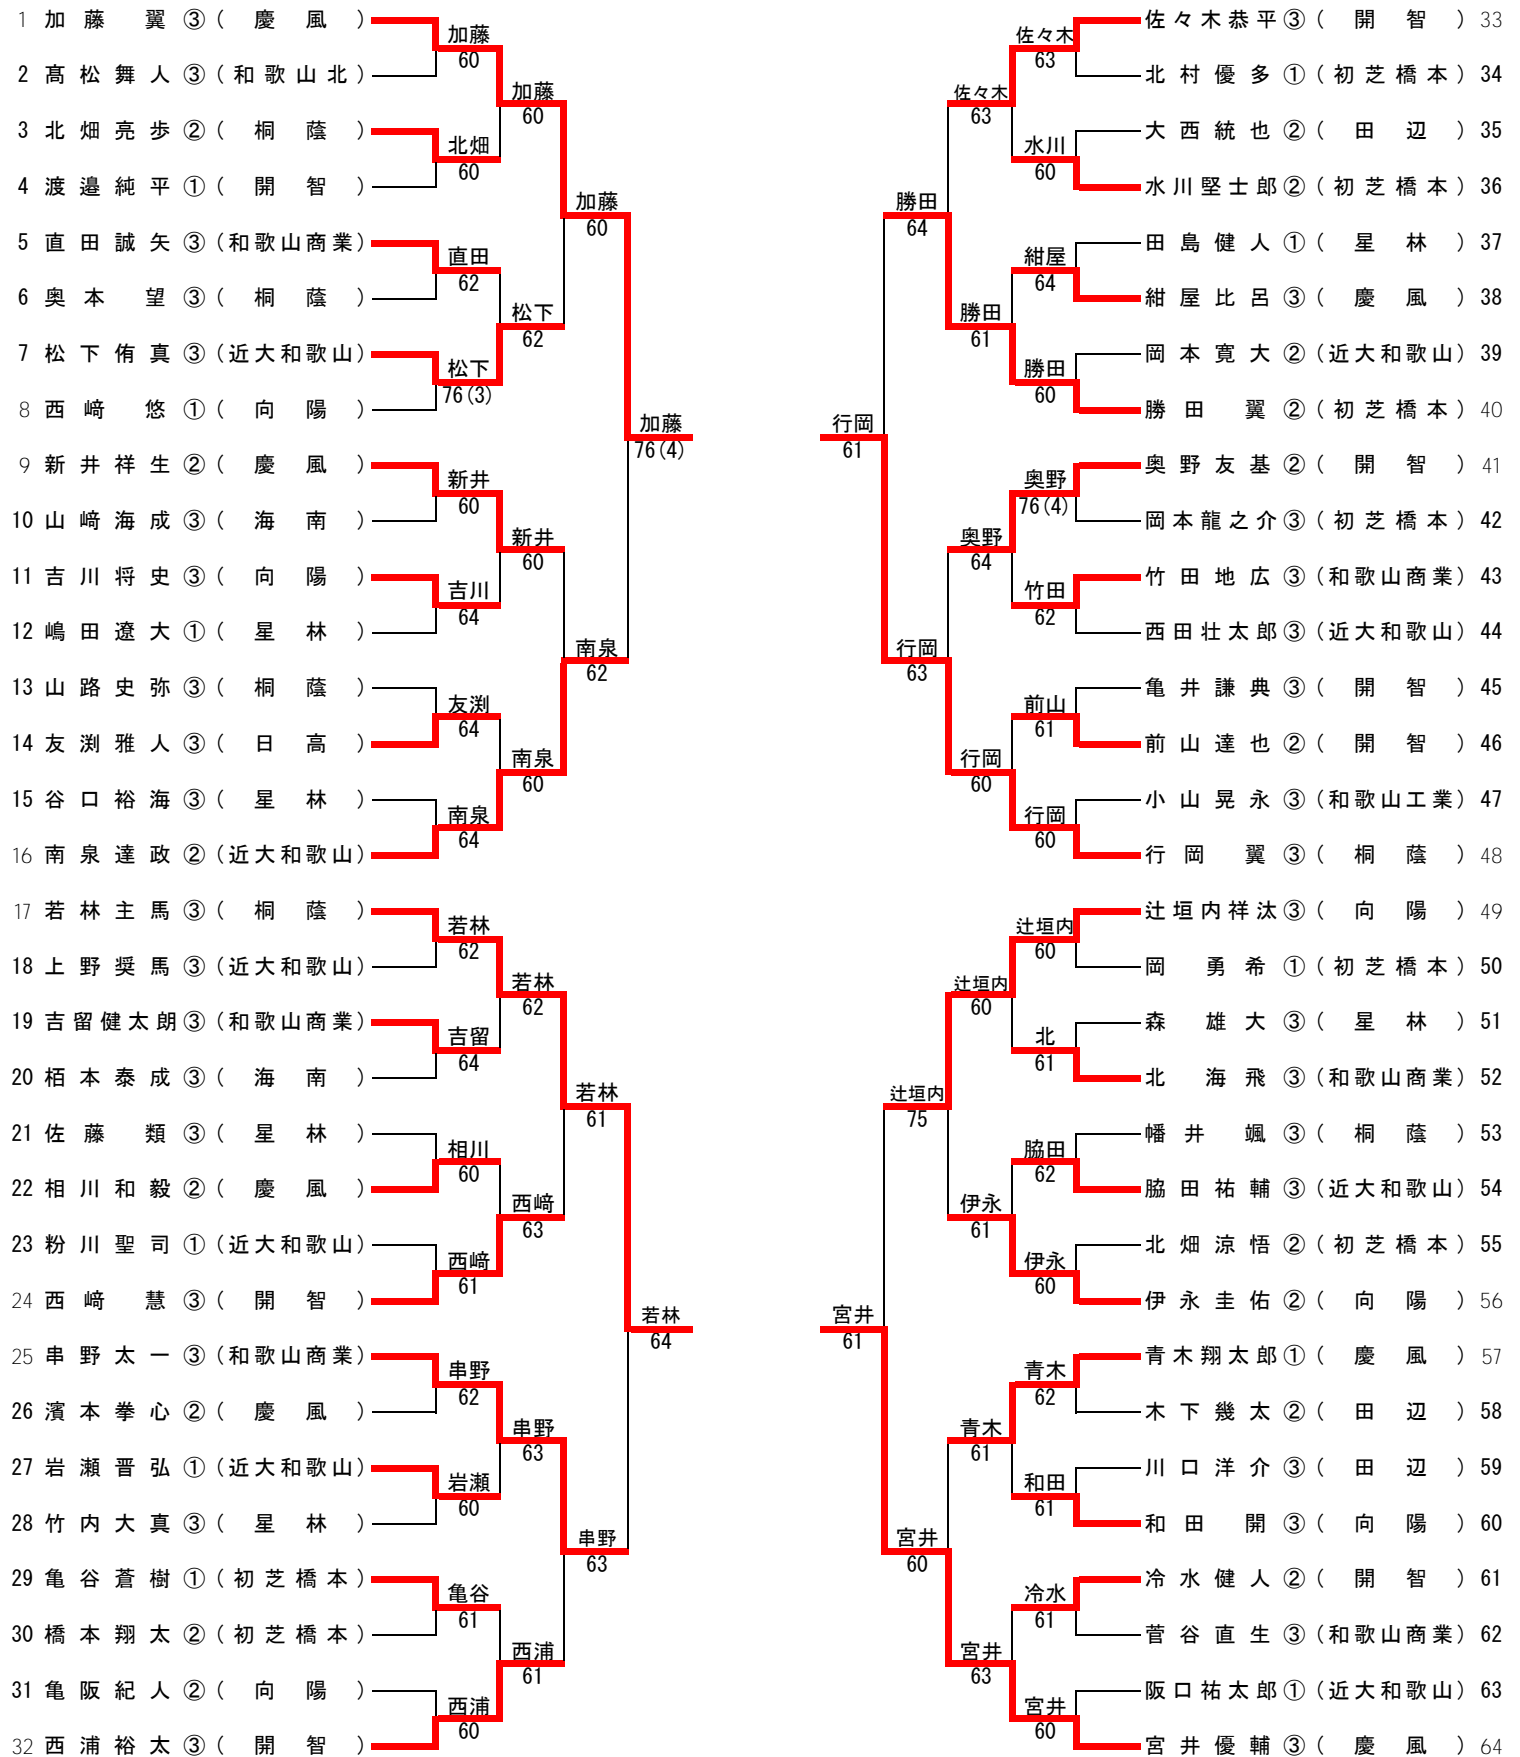 1 加藤 翼 ③ ( 慶風 )
加藤
60
2 髙松舞人 ③ ( 和歌山北 )
加藤
60
3 北畑亮歩 ② ( 桐蔭 )
北畑
60
4 渡邉純平 ① ( 開智 )
加藤
60
5 直田誠矢 ③ ( 和歌山商業 )
直田
62
6 奥本 望 ③ ( 桐蔭 )
松下
62
7 松下侑真 ③ ( 近大和歌山 )
松下
76(3)
8 西﨑 悠 ① ( 向陽 )
加藤
76(4)
9 新井祥生 ② ( 慶風 )
新井
60
10 山﨑海成 ③ ( 海南 )
新井
60
11 吉川将史 ③ ( 向陽 )
吉川
64
12 嶋田遼大 ① ( 星林 )
南泉
62
13 山路史弥 ③ ( 桐蔭 )
友渕
64
14 友渕雅人 ③ ( 日高 )
南泉
60
15 谷口裕海 ③ ( 星林 )
南泉
64
16 南泉達政 ② ( 近大和歌山 )
17 若林主馬 ③ ( 桐蔭 )
若林
62
18 上野奨馬 ③ ( 近大和歌山 )
若林
62
19 吉留健太朗 ③ ( 和歌山商業 )
吉留
64
20 栢本泰成 ③ ( 海南 )
若林
61
21 佐藤 類 ③ ( 星林 )
相川
60
22 相川和毅 ② ( 慶風 )
西﨑
63
23 粉川聖司 ① ( 近大和歌山 )
西﨑
61
24 西﨑 慧 ③ ( 開智 )
若林
64
25 串野太一 ③ ( 和歌山商業 )
串野
62
26 濱本拳心 ② ( 慶風 )
串野
63
27 岩瀬晋弘 ① ( 近大和歌山 )
岩瀬
60
28 竹内大真 ③ ( 星林 )
串野
63
29 亀谷蒼樹 ① ( 初芝橋本 )
亀谷
61
30 橋本翔太 ② ( 初芝橋本 )
西浦
61
31 亀阪紀人 ② ( 向陽 )
西浦
60
32 西浦裕太 ③ ( 開智 )
佐々木恭平 ③ ( 開智 ) 33
佐々木
63
北村優多 ① ( 初芝橋本 ) 34
佐々木
63
大西統也 ② ( 田辺 ) 35
水川
60
水川堅士郎 ② ( 初芝橋本 ) 36
勝田
64
田島健人 ① ( 星林 ) 37
紺屋
64
紺屋比呂 ③ ( 慶風 ) 38
勝田
61
岡本寛大 ② ( 近大和歌山 ) 39
勝田
60
勝田 翼 ② ( 初芝橋本 ) 40
行岡
61
奥野友基 ② ( 開智 ) 41
奥野
76(4)
岡本龍之介 ③ ( 初芝橋本 ) 42
奥野
64
竹田地広 ③ ( 和歌山商業 ) 43
竹田
62
西田壮太郎 ③ ( 近大和歌山 ) 44
行岡
63
亀井謙典 ③ ( 開智 ) 45
前山
61
前山達也 ② ( 開智 ) 46
行岡
60
小山晃永 ③ ( 和歌山工業 ) 47
行岡
60
行岡 翼 ③ ( 桐蔭 ) 48
辻垣内祥汰 ③ ( 向陽 ) 49
辻垣内
60
岡 勇希 ① ( 初芝橋本 ) 50
辻垣内
60
森 雄大 ③ ( 星林 ) 51
北
61
北 海飛 ③ ( 和歌山商業 ) 52
辻垣内
75
幡井 颯 ③ ( 桐蔭 ) 53
脇田
62
脇田祐輔 ③ ( 近大和歌山 ) 54
伊永
61
北畑涼悟 ② ( 初芝橋本 ) 55
伊永
60
伊永圭佑 ② ( 向陽 ) 56
宮井
61
青木翔太郎 ① ( 慶風 ) 57
青木
62
木下幾太 ② ( 田辺 ) 58
青木
61
川口洋介 ③ ( 田辺 ) 59
和田
61
和田 開 ③ ( 向陽 ) 60
宮井
60
冷水健人 ② ( 開智 ) 61
冷水
61
菅谷直生 ③ ( 和歌山商業 ) 62
宮井
63
阪口祐太郎 ① ( 近大和歌山 ) 63
宮井
60
宮井優輔 ③ ( 慶風 ) 64